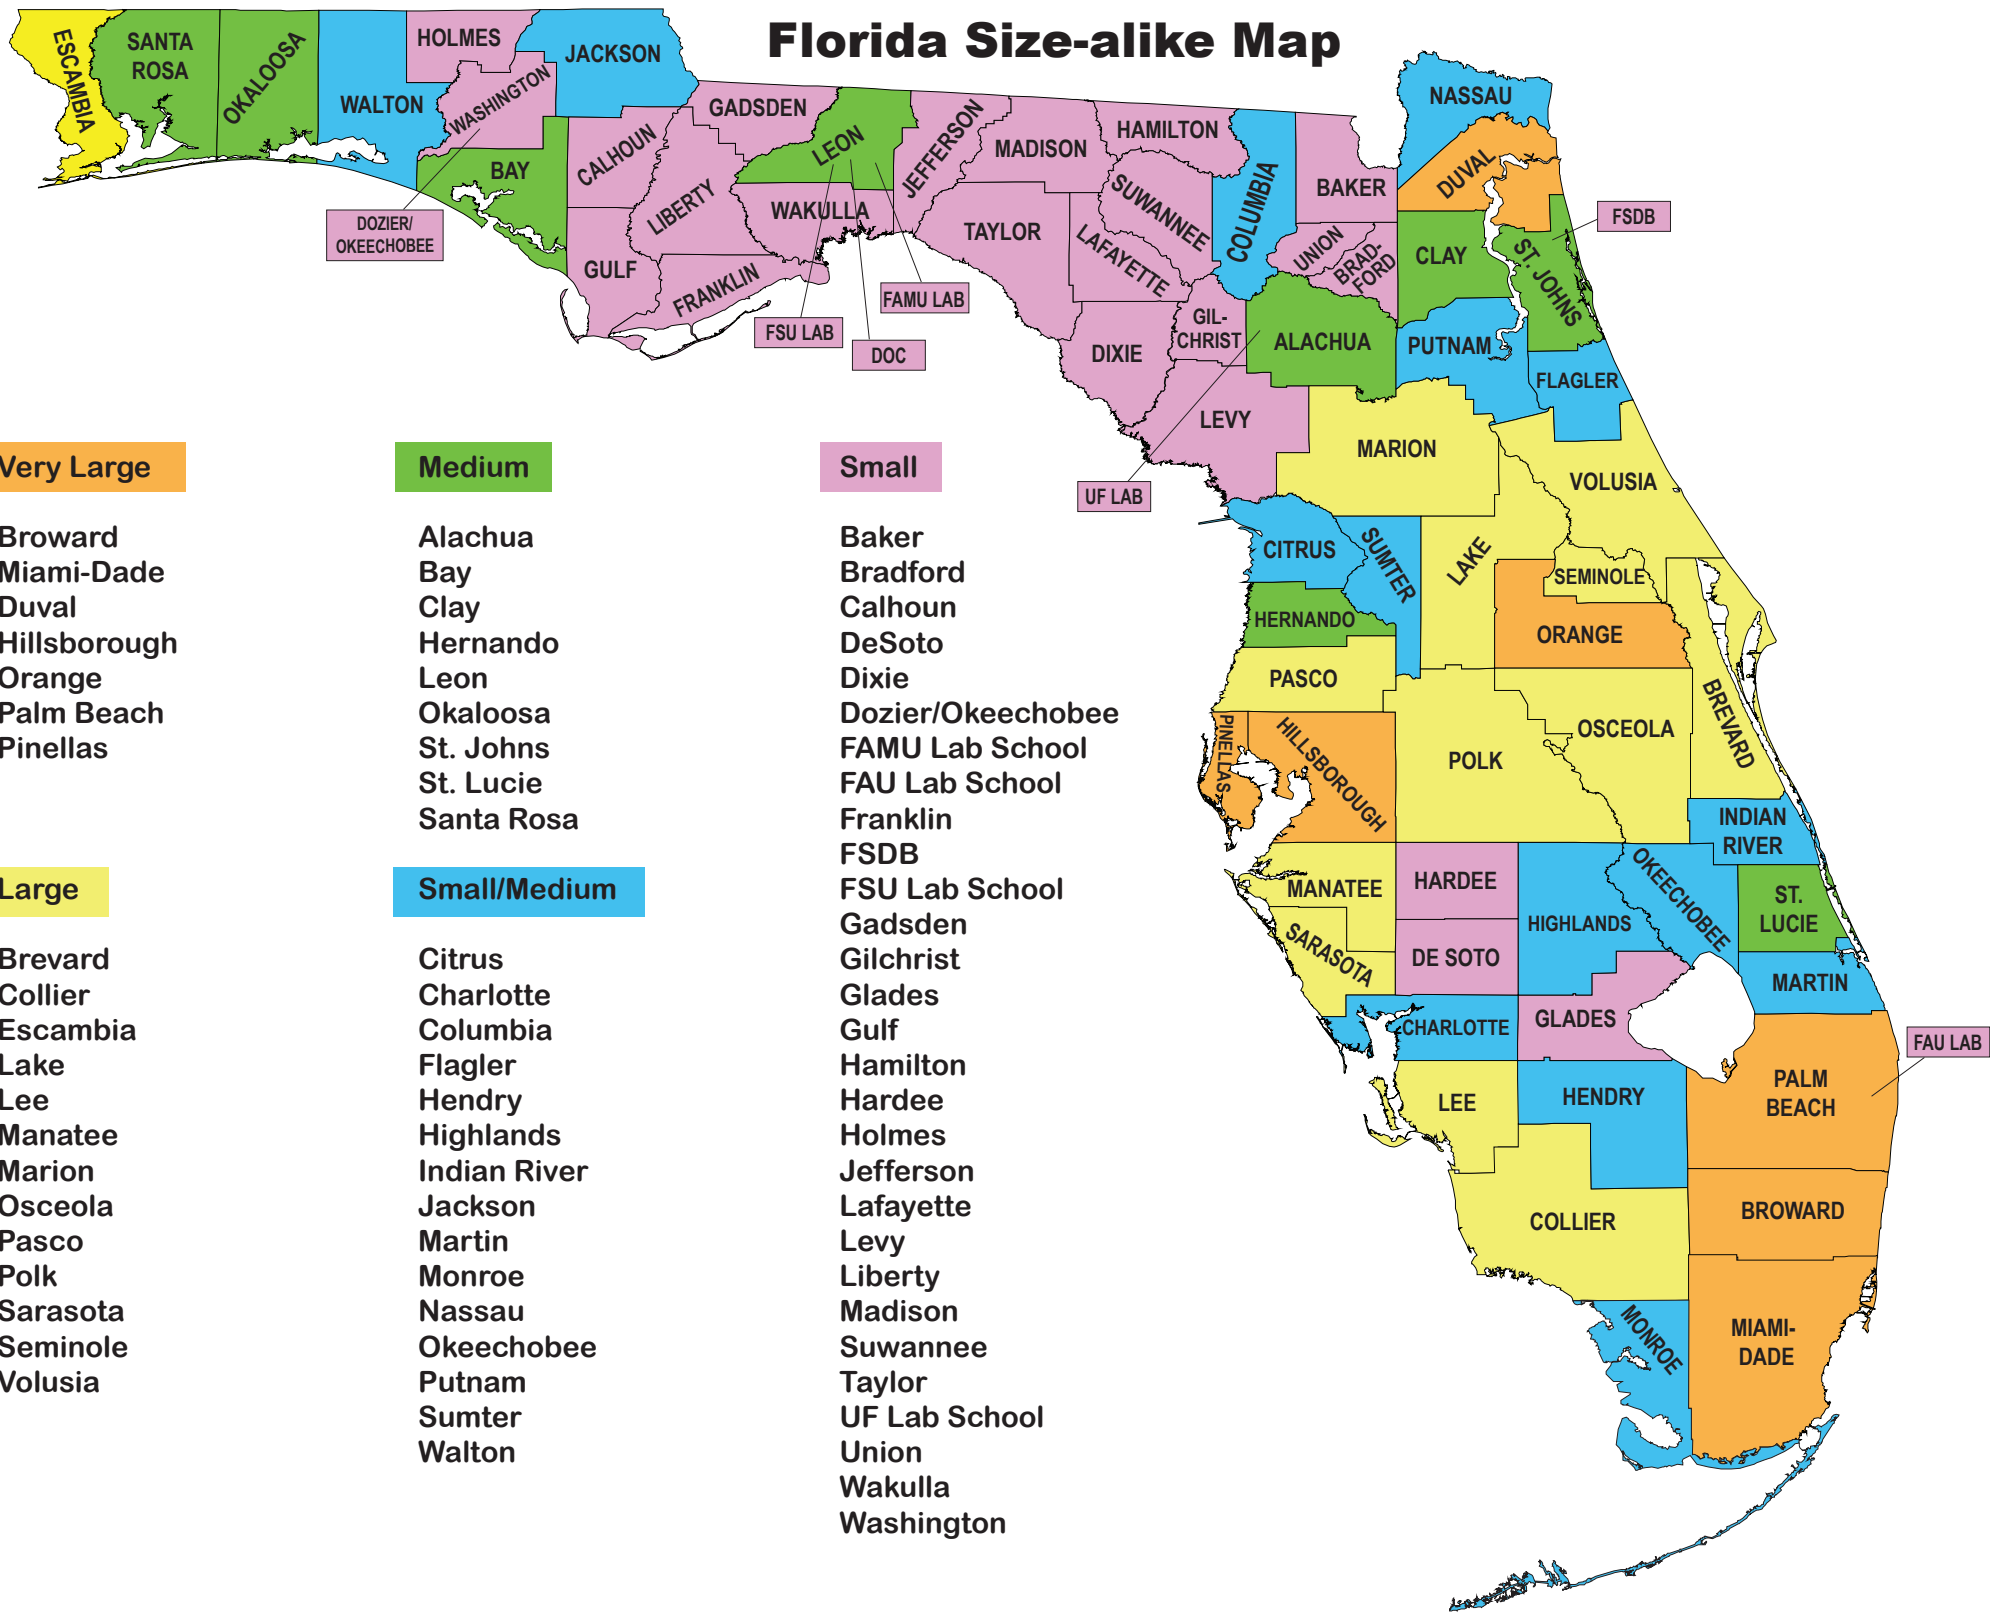 Florida Size-alike Map
ESCAMBIA
SANTA
ROSA
OKALOOSA
WALTON
HOLMES
WASHINGTON
JACKSON
BAY
CALHOUN
GULF
LIBERTY
GADSDEN
FRANKLIN
LEON
WAKULLA
JEFFERSON
MADISON
TAYLOR
HAMILTON
SUWANNEE
LAFAYETTE
DIXIE
GIL-
CHRIST
COLUMBIA
BAKER
UNION
BRAD-
FORD
NASSAU
DUVAL
CLAY
ST. JOHNS
ALACHUA
PUTNAM
FLAGLER
LEVY
MARION
VOLUSIA
DOZIER/
OKEECHOBEE
FSU LAB
DOC
FAMU LAB
FSDB
UF LAB
CITRUS
SUMTER
LAKE
SEMINOLE
HERNANDO
ORANGE
PASCO
BREVARD
PINELLAS
HILLSBOROUGH
POLK
OSCEOLA
INDIAN
RIVER
MANATEE
HARDEE
HIGHLANDS
OKEECHOBEE
ST.
LUCIE
SARASOTA
DE SOTO
MARTIN
CHARLOTTE
GLADES
FAU LAB
LEE
HENDRY
PALM
BEACH
COLLIER
BROWARD
MONROE
MIAMI-
DADE
Very Large
Broward
Miami-Dade
Duval
Hillsborough
Orange
Palm Beach
Pinellas
Large
Brevard
Collier
Escambia
Lake
Lee
Manatee
Marion
Osceola
Pasco
Polk
Sarasota
Seminole
Volusia
Medium
Alachua
Bay
Clay
Hernando
Leon
Okaloosa
St. Johns
St. Lucie
Santa Rosa
Small/Medium
Citrus
Charlotte
Columbia
Flagler
Hendry
Highlands
Indian River
Jackson
Martin
Monroe
Nassau
Okeechobee
Putnam
Sumter
Walton
Small
Baker
Bradford
Calhoun
DeSoto
Dixie
Dozier/Okeechobee
FAMU Lab School
FAU Lab School
Franklin
FSDB
FSU Lab School
Gadsden
Gilchrist
Glades
Gulf
Hamilton
Hardee
Holmes
Jefferson
Lafayette
Levy
Liberty
Madison
Suwannee
Taylor
UF Lab School
Union
Wakulla
Washington